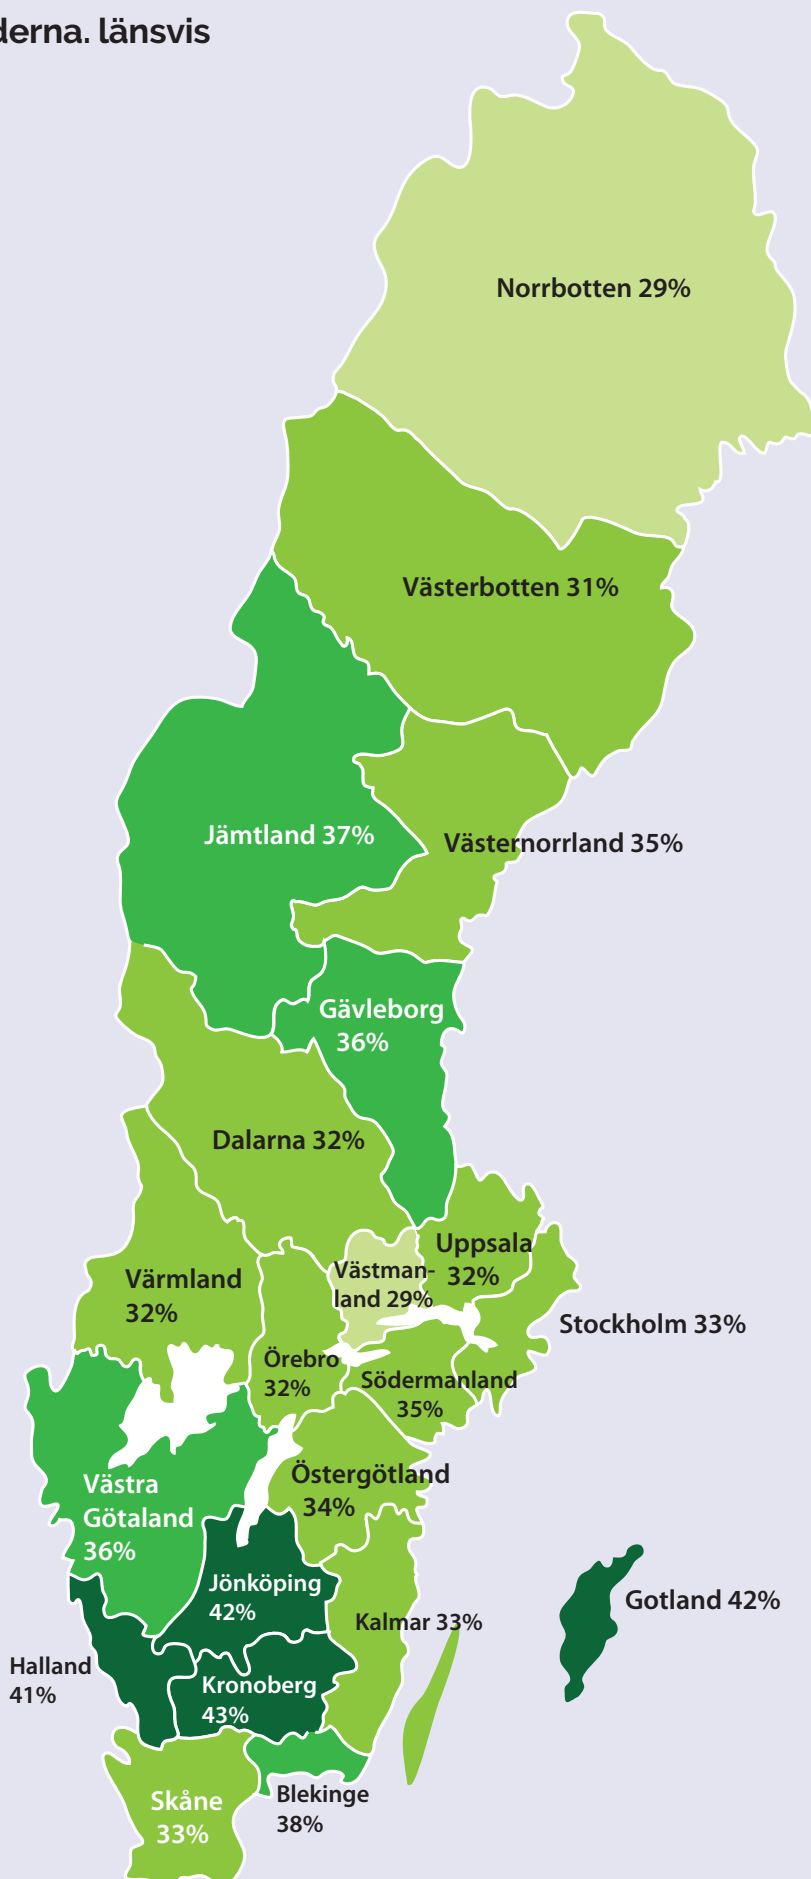 länsvis
Norrbotten 29%
Västerbotten 31%
Jämtland 37%
Västernorrland 35%
Gävleborg
36%
Dalarna 32%
Uppsala
32%
Västman-
land 29%
Värmland
32%
Stockholm 33%
Örebro
32%
Södermanland
35%
Östergötland
34%
Västra
Götaland
36%
Jönköping
42%
Gotland 42%
Kalmar 33%
Halland
41%
Kronoberg
43%
Blekinge
38%
Skåne
33%